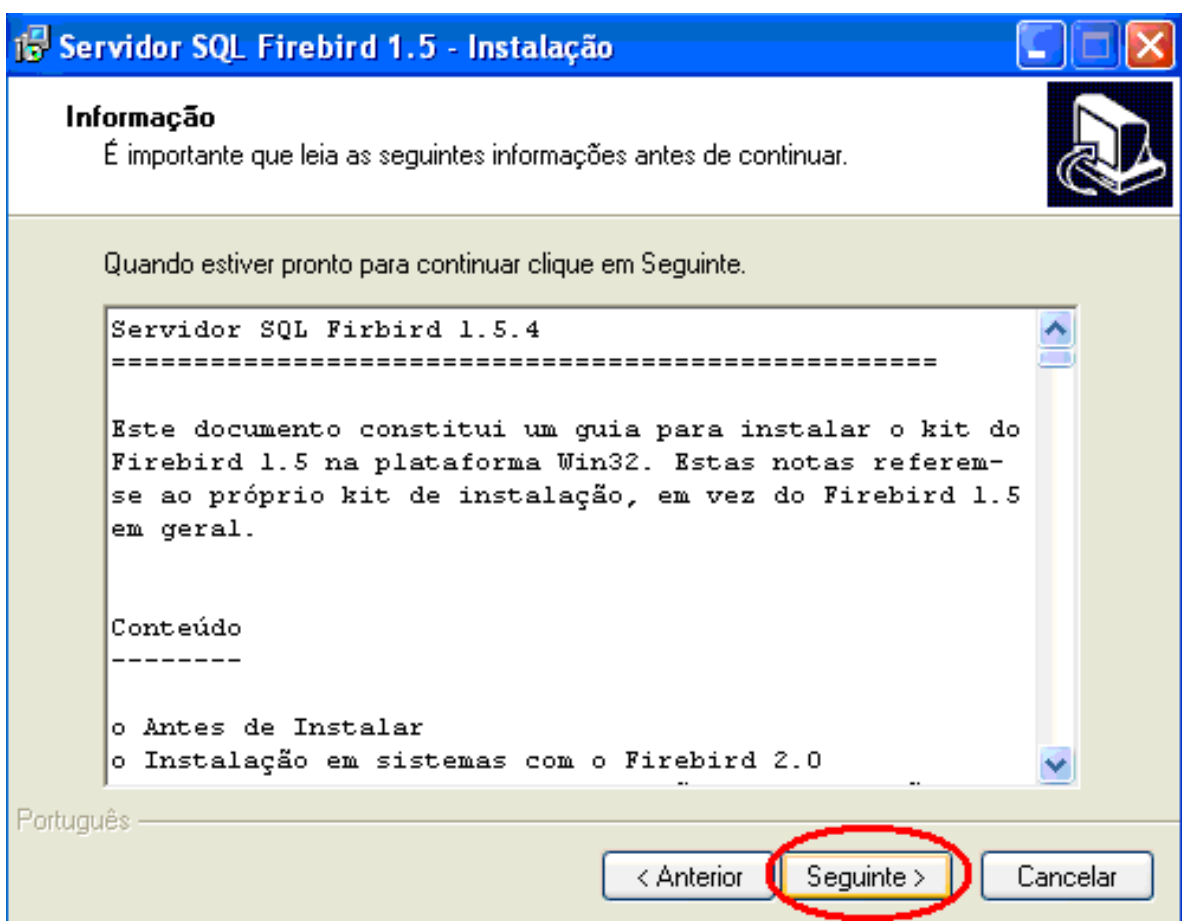 Servidor SQL Firebird 1.5 - Instalação
Informação
É importante que leia as seguintes informações antes de continuar.
Quando estiver pronto para continuar clique em Seguinte.
Servidor SQL Firbird 1.5.4
==================================================
Este documento constitui um guia para instalar o kit do
Firebird 1.5 na plataforma Win32. Estas notas referem-
se ao próprio kit de instalação, em vez do Firebird 1.5
em geral.
Conteúdo
--------
o Antes de Instalar
o Instalação em sistemas com o Firebird 2.0
Português
< Anterior
Seguinte >
Cancelar